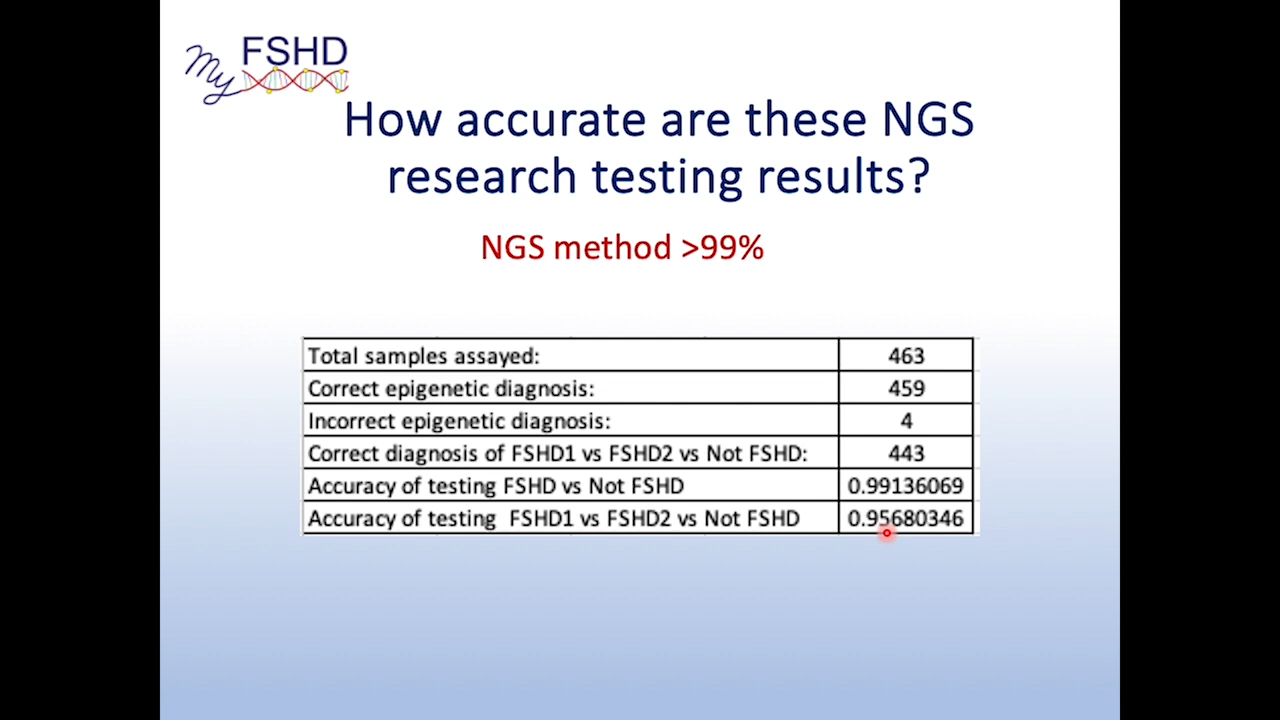 My FSHD
How accurate are these NGS
research testing results?
NGS method >99%
Total samples assayed: 463
Correct epigenetic diagnosis: 459
Incorrect epigenetic diagnosis: 4
Correct diagnosis of FSHD1 vs FSHD2 vs Not FSHD: 443
Accuracy of testing FSHD vs Not FSHD 0.99136069
Accuracy of testing FSHD1 vs FSHD2 vs Not FSHD 0.95680346